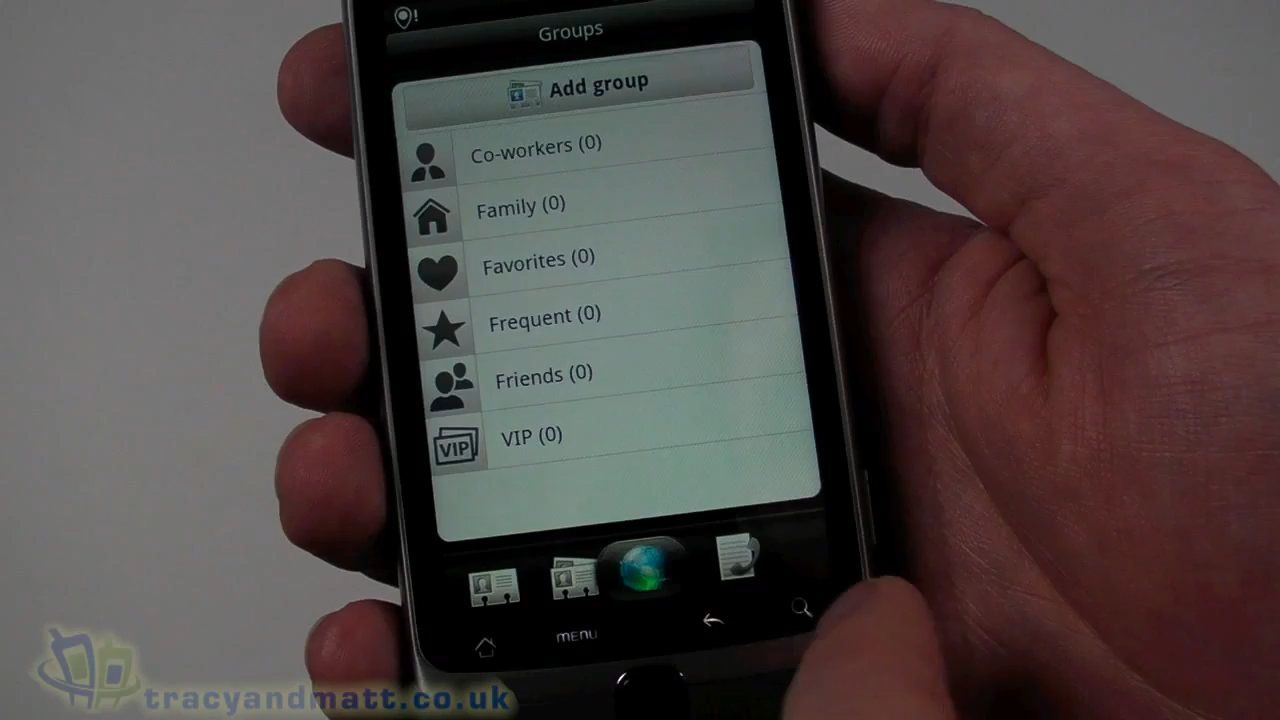 Groups
Add group
Co-workers (0)
Family (0)
Favorites (0)
Frequent (0)
Friends (0)
VIP
VIP (0)
menu
tracyandmatt.co.uk